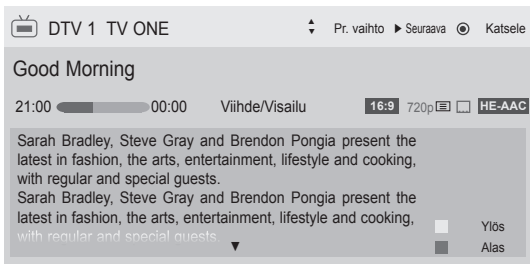 DTV 1 TV ONE Pr. vaihto Seuraava Katsele
Good Morning
21:00 00:00 Viihde/Visailu 16:9 720p HE-AAC
Sarah Bradley, Steve Gray and Brendon Pongia present the
latest in fashion, the arts, entertainment, lifestyle and cooking,
with regular and special guests.
Sarah Bradley, Steve Gray and Brendon Pongia present the
latest in fashion, the arts, entertainment, lifestyle and cooking,
with regular and special guests.
Ylös
Alas